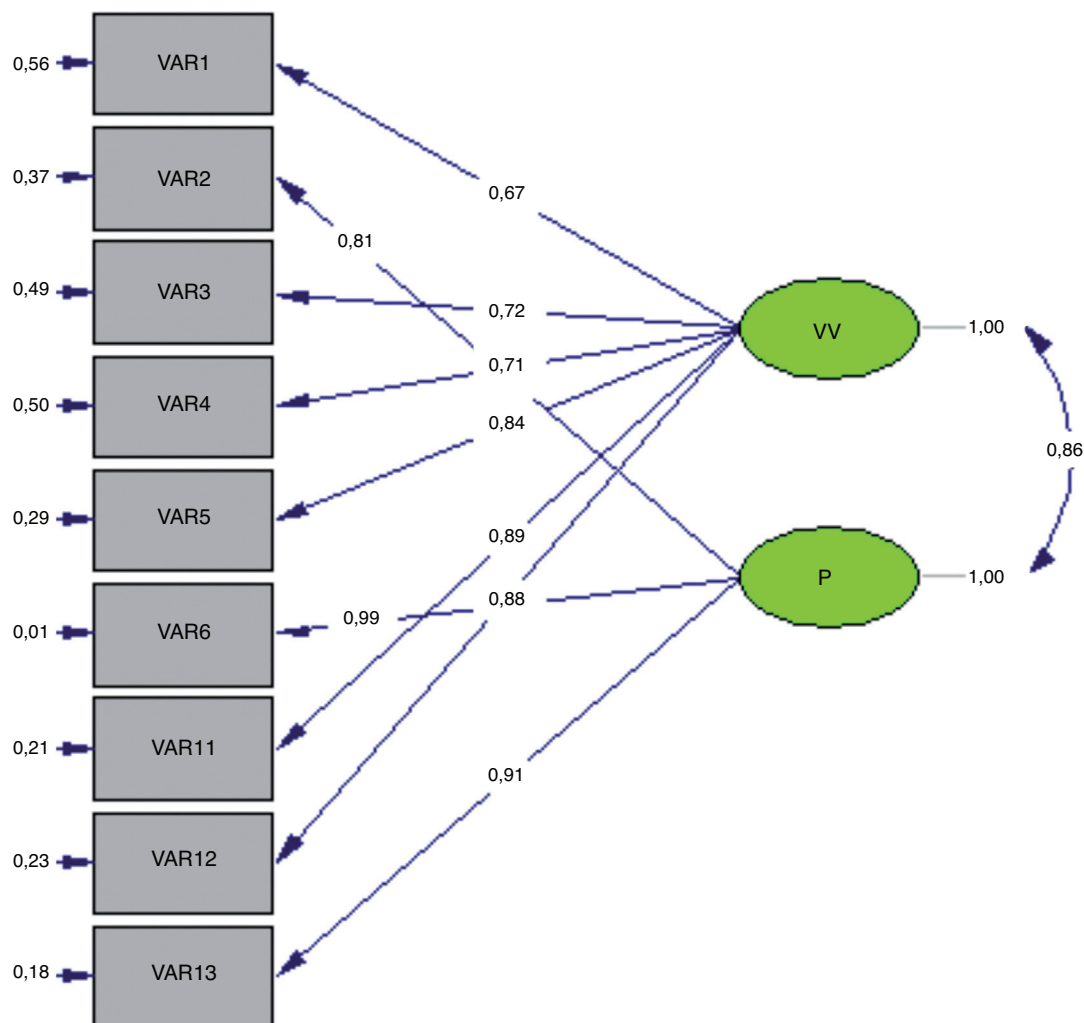 0,56 VAR1
0,37 VAR2
0,67
0,81
0,49 VAR3
0,72
VV 1,00
0,71
0,50 VAR4
0,84
0,86
0,29 VAR5
0,89
P 1,00
0,88
0,99
0,01 VAR6
0,21 VAR11
0,91
0,23 VAR12
0,18 VAR13